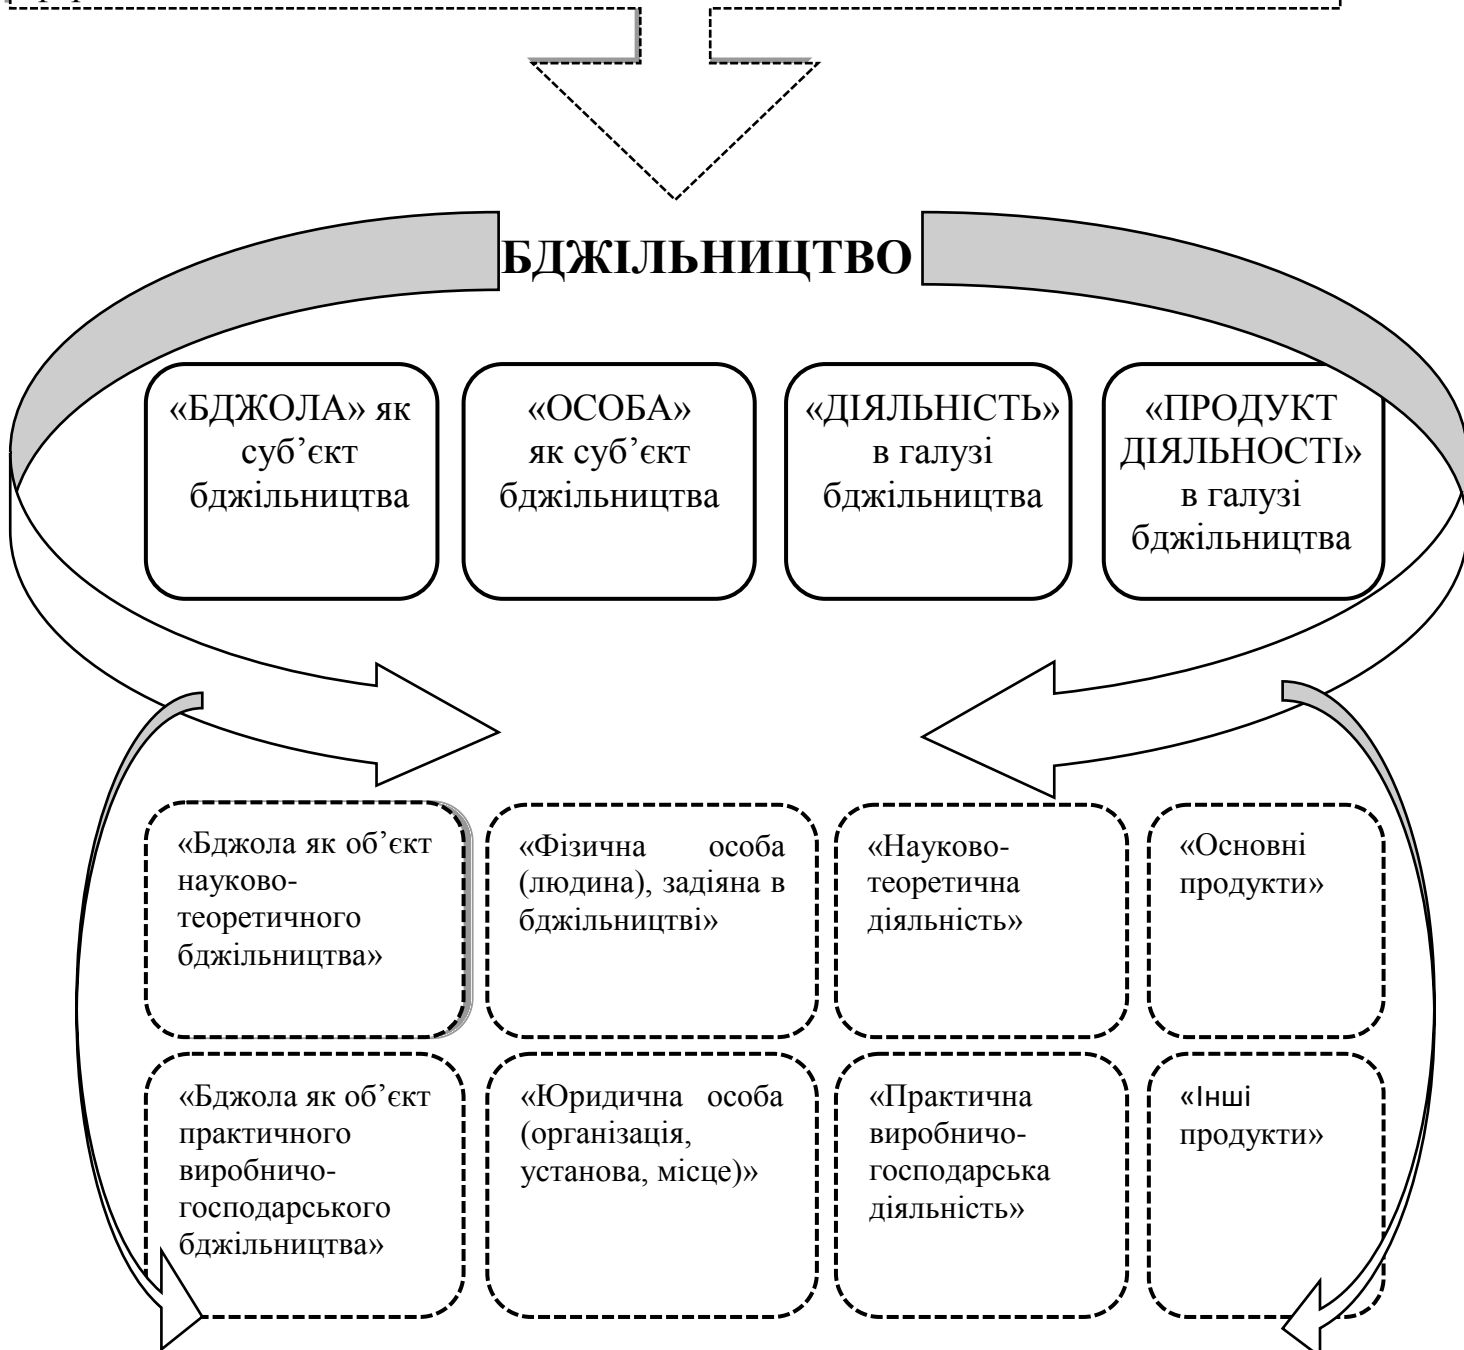 БДЖІЛЬНИЦТВО
«БДЖОЛА» як
суб’єкт
бджільництва
«ОСОБА»
як суб’єкт
бджільництва
«ДІЯЛЬНІСТЬ»
в галузі
бджільництва
«ПРОДУКТ
ДІЯЛЬНОСТІ»
в галузі
бджільництва
«Бджола як об’єкт
науково-
теоретичного
бджільництва»
«Фізична особа
(людина), задіяна в
бджільництві»
«Науково-
теоретична
діяльність»
«Основні
продукти»
«Бджола як об’єкт
практичного
виробничо-
господарського
бджільництва»
«Юридична особа
(організація,
установа, місце)»
«Практична
виробничо-
господарська
діяльність»
«Інші
продукти»